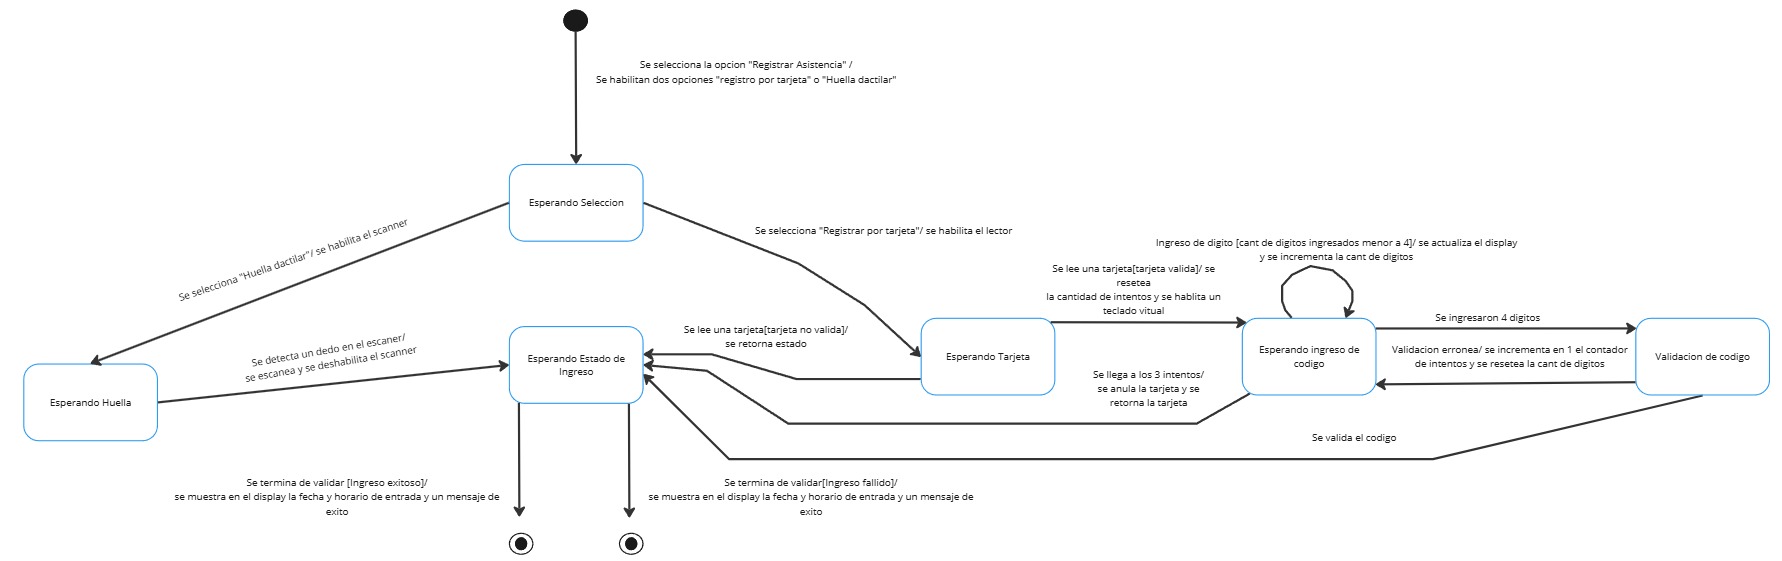 Se selecciona la opcion "Registrar Asistencia" /
Se habilitan dos opciones "registro por tarjeta" o "Huella dactilar"
Esperando Seleccion
Se selecciona "Huella dactilar"/ se habilita el scanner
Se selecciona "Registrar por tarjeta"/ se habilita el lector
Ingreso de digito [cant de digitos ingresados menor a 4]/ se actualiza el display
y se incrementa la cant de digitos
Se lee una tarjeta[tarjeta valida]/ se
resetea
la cantidad de intentos y se hablita un
teclado vitual
Se ingresaron 4 digitos
Se lee una tarjeta[tarjeta no valida]/
se retorna estado
Se detecta un dedo en el escaner/
se escanea y se deshabilita el scanner
Esperando Estado de
Ingreso
Esperando Tarjeta
Esperando ingreso de
codigo
Validacion erronea/ se incrementa en 1 el contador
de intentos y se resetea la cant de digitos
Validacion de codigo
Esperando Huella
Se llega a los 3 intentos/
se anula la tarjeta y se
retorna la tarjeta
Se valida el codigo
Se termina de validar [Ingreso exitoso]/
se muestra en el display la fecha y horario de entrada y un mensaje de
exito
Se termina de validar[Ingreso fallido]/
se muestra en el display la fecha y horario de entrada y un mensaje de
exito